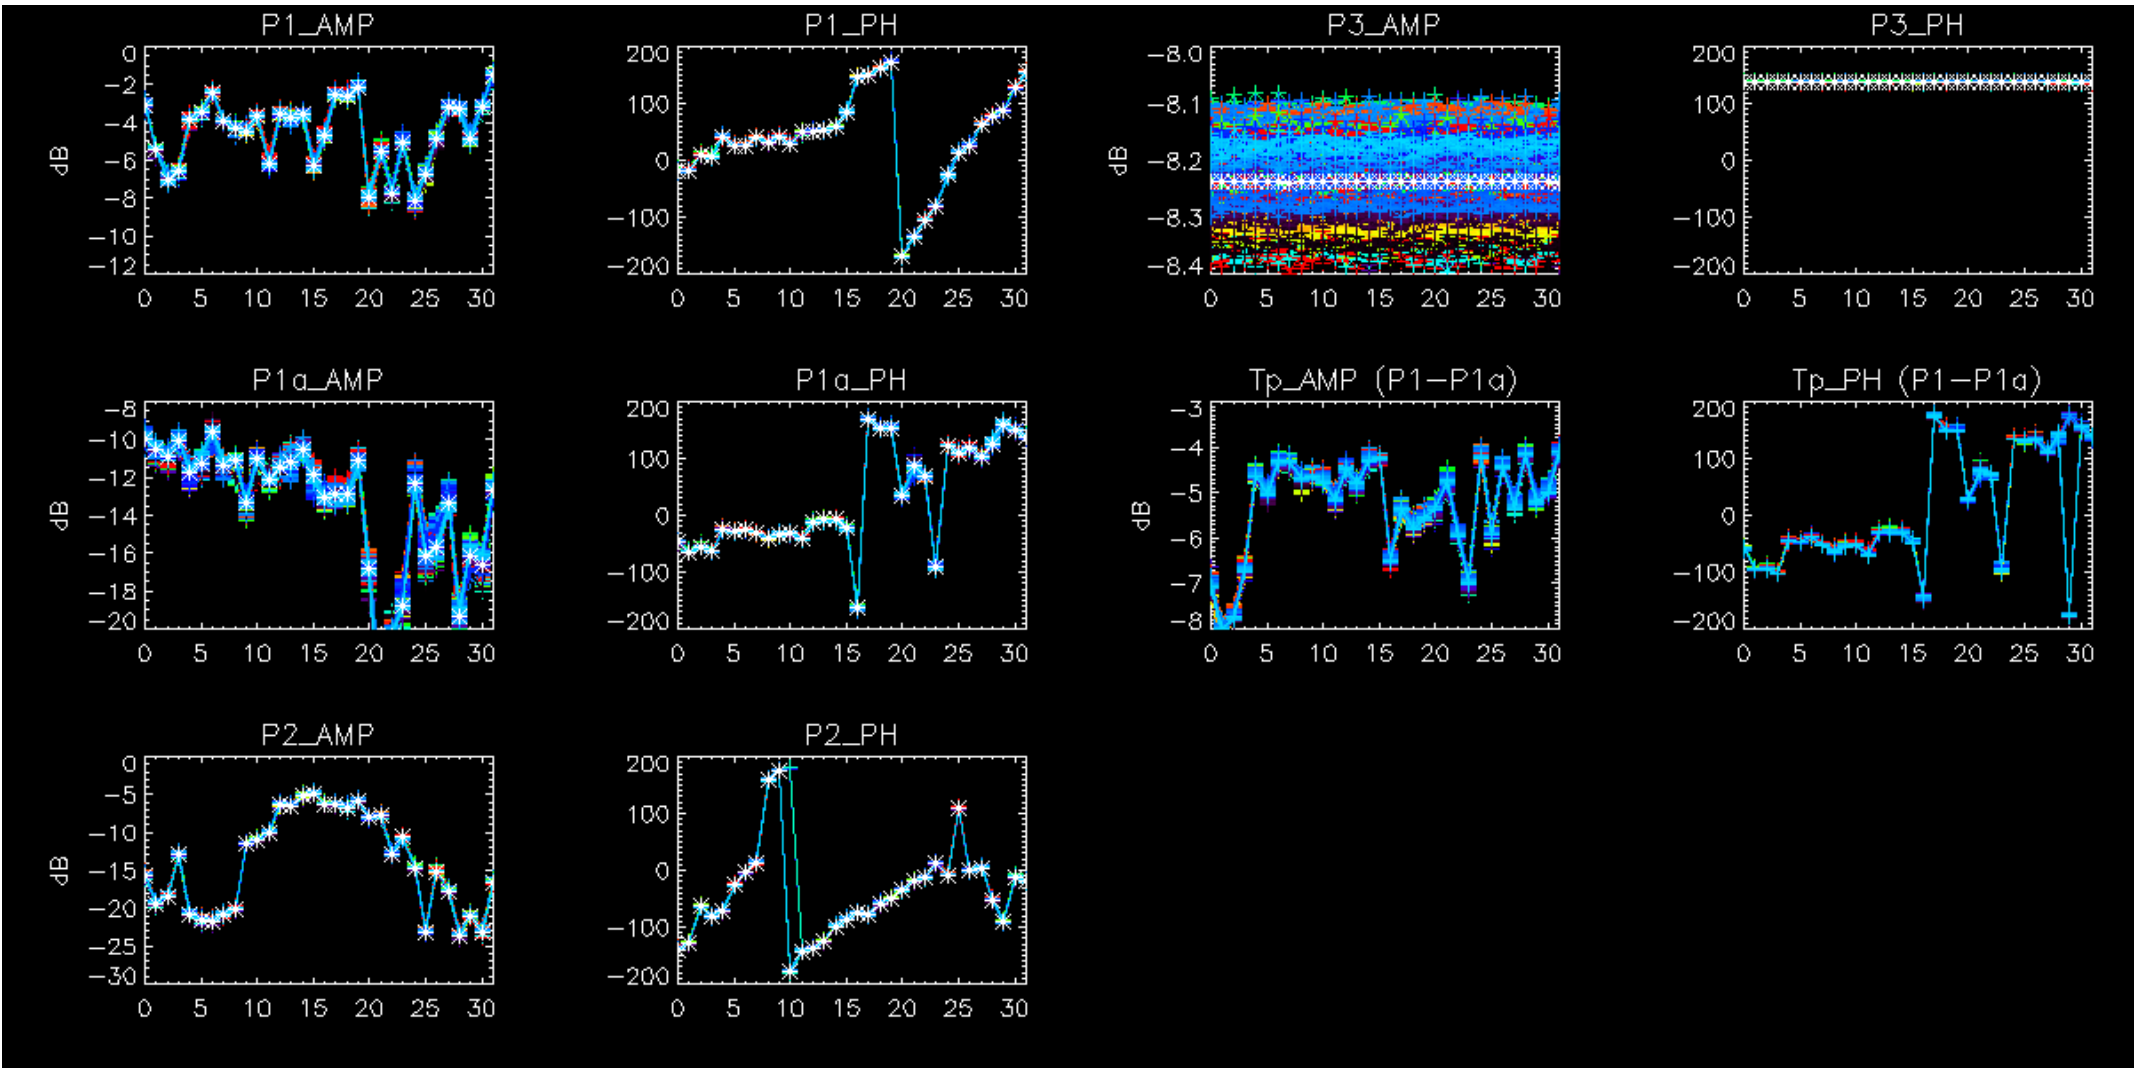 P1_AMP
0
−2
−4
−6
−8
−10
−12
dB
0 5 10 15 20 25 30
P1_PH
200
100
0
−100
−200
0 5 10 15 20 25 30
P3_AMP
−8.0
−8.1
−8.2
−8.3
−8.4
dB
0 5 10 15 20 25 30
P3_PH
200
100
0
−100
−200
0 5 10 15 20 25 30
P1a_AMP
−8
−10
−12
−14
−16
−18
−20
dB
0 5 10 15 20 25 30
P1a_PH
200
100
0
−100
−200
0 5 10 15 20 25 30
Tp_AMP (P1−P1a)
−3
−4
−5
−6
−7
−8
dB
0 5 10 15 20 25 30
Tp_PH (P1−P1a)
200
100
0
−100
−200
0 5 10 15 20 25 30
P2_AMP
0
−5
−10
−15
−20
−25
−30
dB
0 5 10 15 20 25 30
P2_PH
200
100
0
−100
−200
0 5 10 15 20 25 30